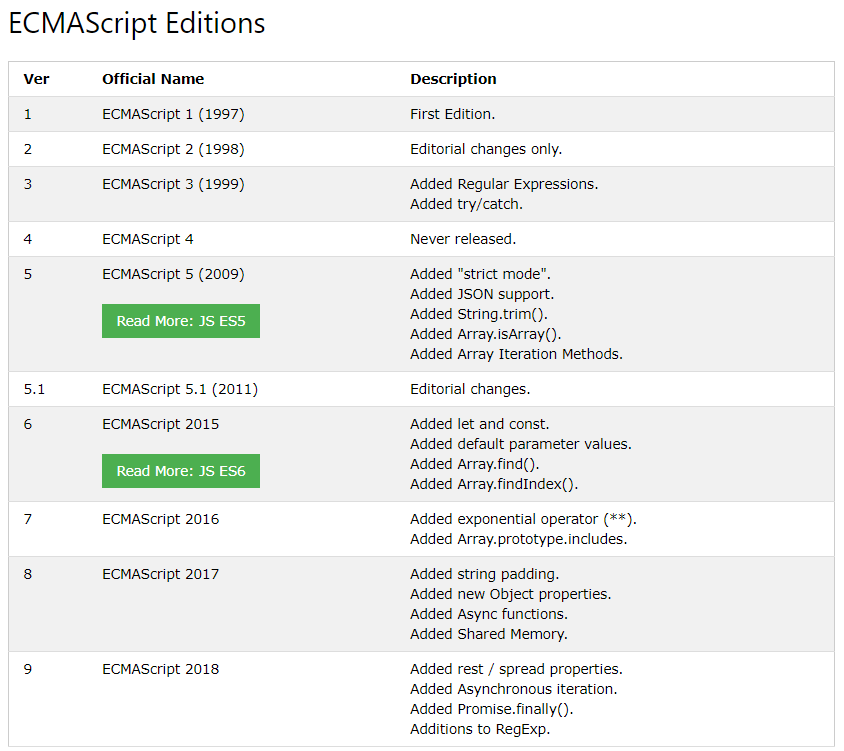 ECMAScript Editions
Ver Official Name Description
1 ECMAScript 1 (1997) First Edition.
2 ECMAScript 2 (1998) Editorial changes only.
3 ECMAScript 3 (1999) Added Regular Expressions.
Added try/catch.
4 ECMAScript 4 Never released.
5 ECMAScript 5 (2009) Added "strict mode".
Added JSON support.
Read More: JS ES5 Added String.trim().
Added Array.isArray().
Added Array Iteration Methods.
5.1 ECMAScript 5.1 (2011) Editorial changes.
6 ECMAScript 2015 Added let and const.
Added default parameter values.
Read More: JS ES6 Added Array.find().
Added Array.findIndex().
7 ECMAScript 2016 Added exponential operator (**).
Added Array.prototype.includes.
8 ECMAScript 2017 Added string padding.
Added new Object properties.
Added Async functions.
Added Shared Memory.
9 ECMAScript 2018 Added rest / spread properties.
Added Asynchronous iteration.
Added Promise.finally().
Additions to RegExp.